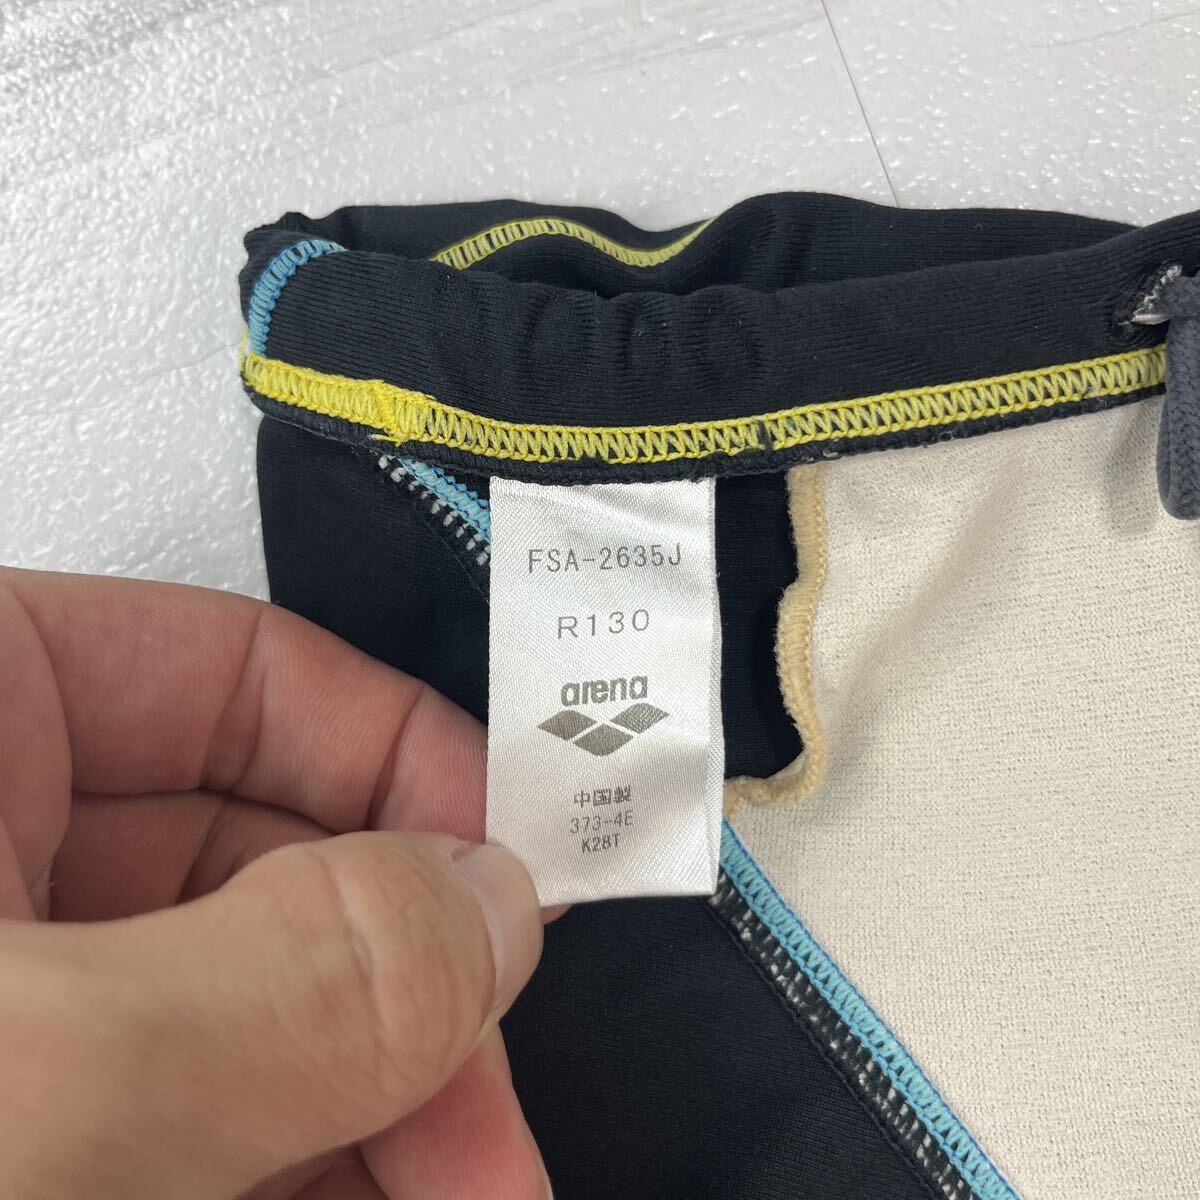 FSA-2635J
R130
arena
中国製
373-4E
K28T